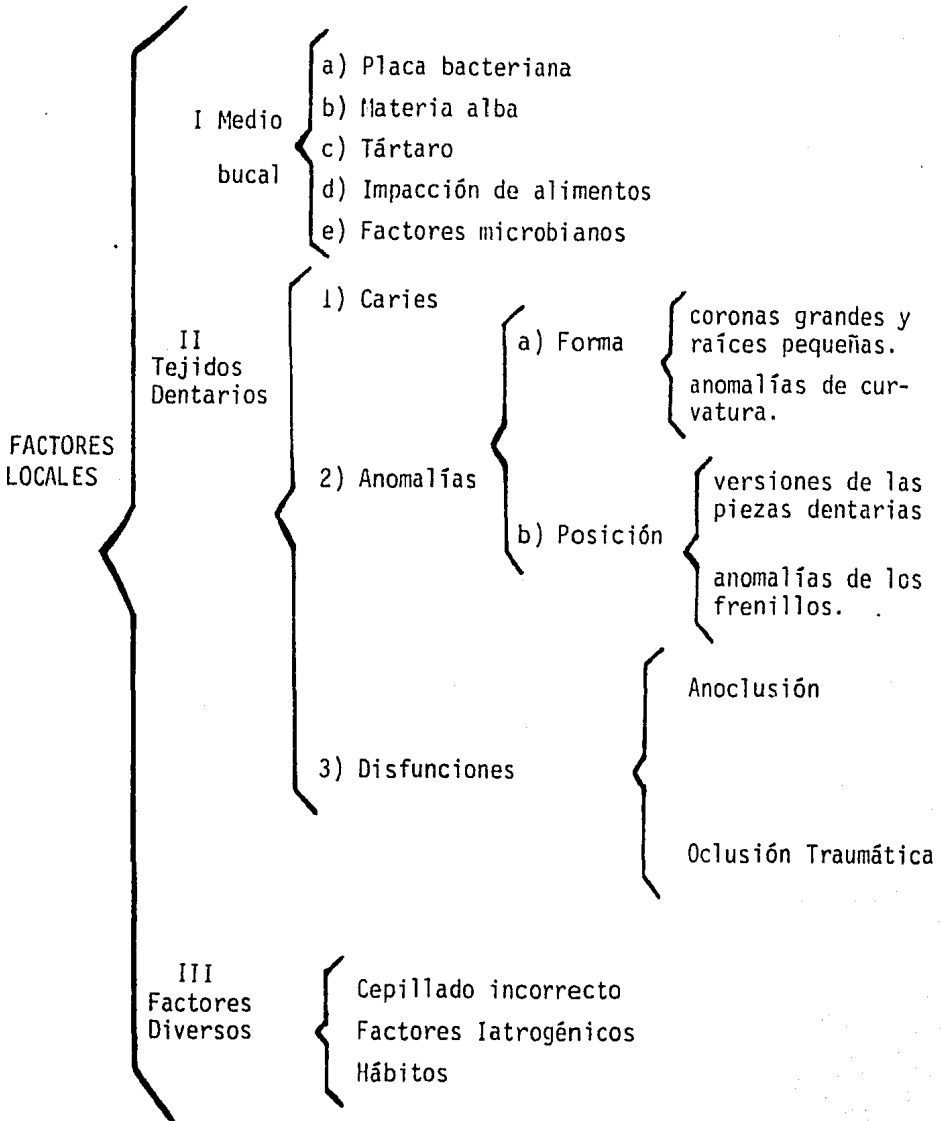 FACTORES
LOCALES
I Medio
bucal
a) Placa bacteriana
b) Materia alba
c) Tártaro
d) Impacción de alimentos
e) Factores microbianos
II
Tejidos
Dentarios
1) Caries
2) Anomalías
a) Forma
coronas grandes y
raíces pequeñas.
anomalías de cur-
vatura.
b) Posición
versiones de las
piezas dentarias
anomalías de los
frenillos.
3) Disfunciones
Anoclusión
Oclusión Traumática
III
Factores
Diversos
Cepillado incorrecto
Factores Iatrogénicos
Hábitos